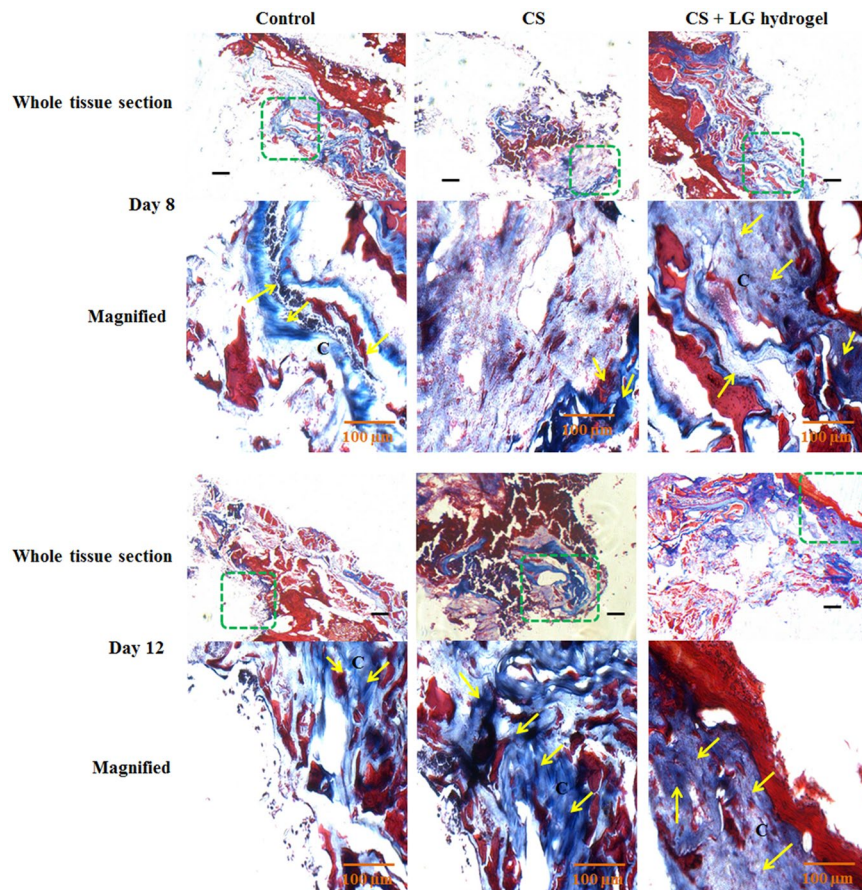 Control CS CS + LG hydrogel
Whole tissue section
Day 8
Magnified
C
C
100 µm 100 µm 100 µm
Whole tissue section
Day 12
C
Magnified
C
C
100 µm 100 µm 100 µm